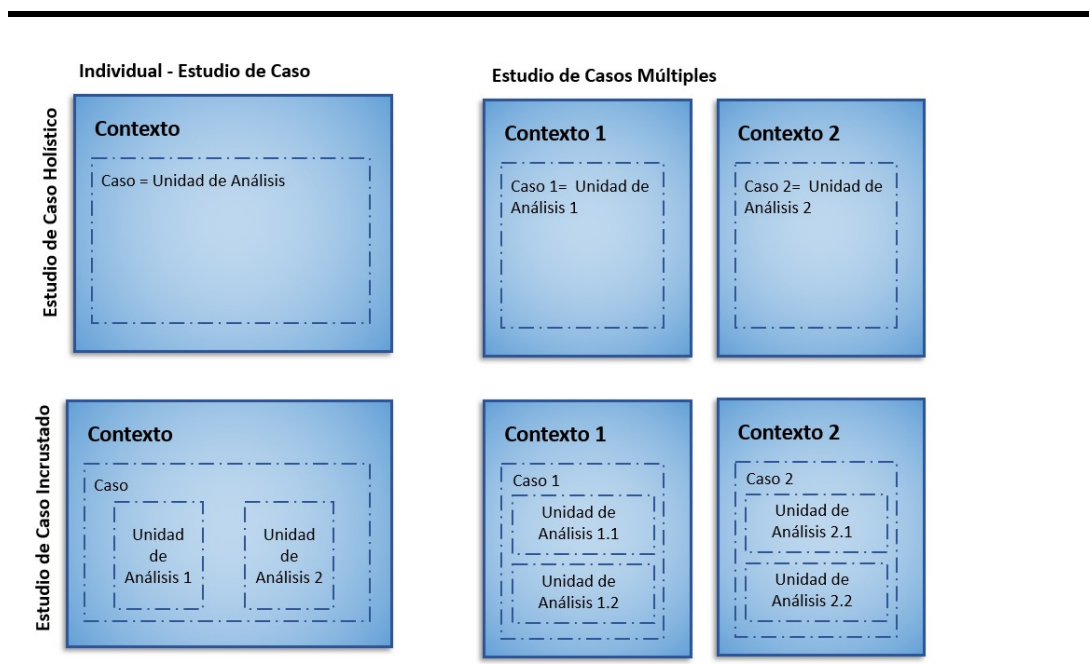 Individual - Estudio de Caso
Estudio de Casos Múltiples
Estudio de Caso Holístico
Contexto
Caso = Unidad de Análisis
Contexto 1
Caso 1= Unidad de
Análisis 1
Contexto 2
Caso 2= Unidad de
Análisis 2
Estudio de Caso Incrustado
Contexto
Caso
Unidad
de
Análisis 1
Unidad
de
Análisis 2
Contexto 1
Caso 1
Unidad de
Análisis 1.1
Unidad de
Análisis 1.2
Contexto 2
Caso 2
Unidad de
Análisis 2.1
Unidad de
Análisis 2.2